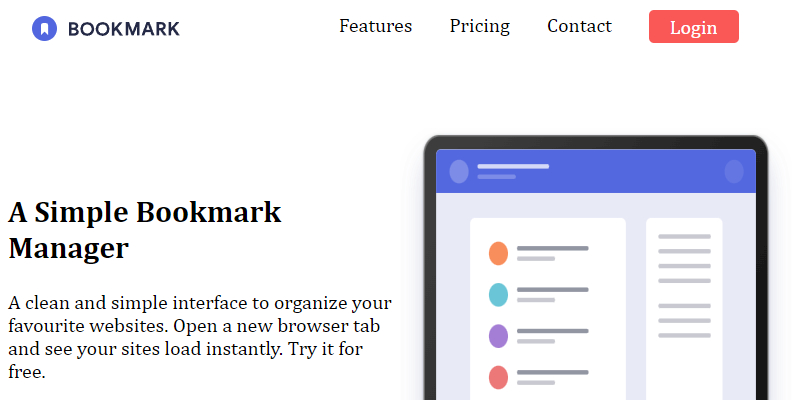 BOOKMARK
Features
Pricing
Contact
Login
A Simple Bookmark
Manager
A clean and simple interface to organize your
favourite websites. Open a new browser tab
and see your sites load instantly. Try it for
free.